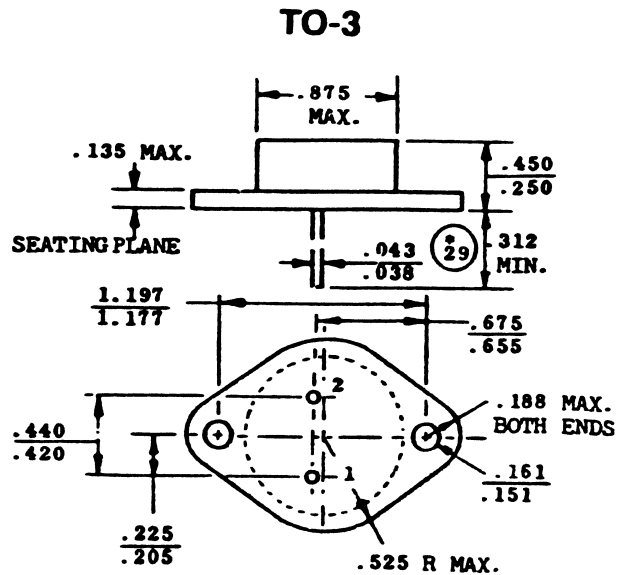 TO-3
.875
MAX.
.135 MAX.
.450
.250
SEATING PLANE
.043
.038
*
29
.312
MIN.
1.197
1.177
.675
.655
2
.188 MAX.
BOTH ENDS
.440
.420
1
.161
.151
.225
.205
.525 R MAX.